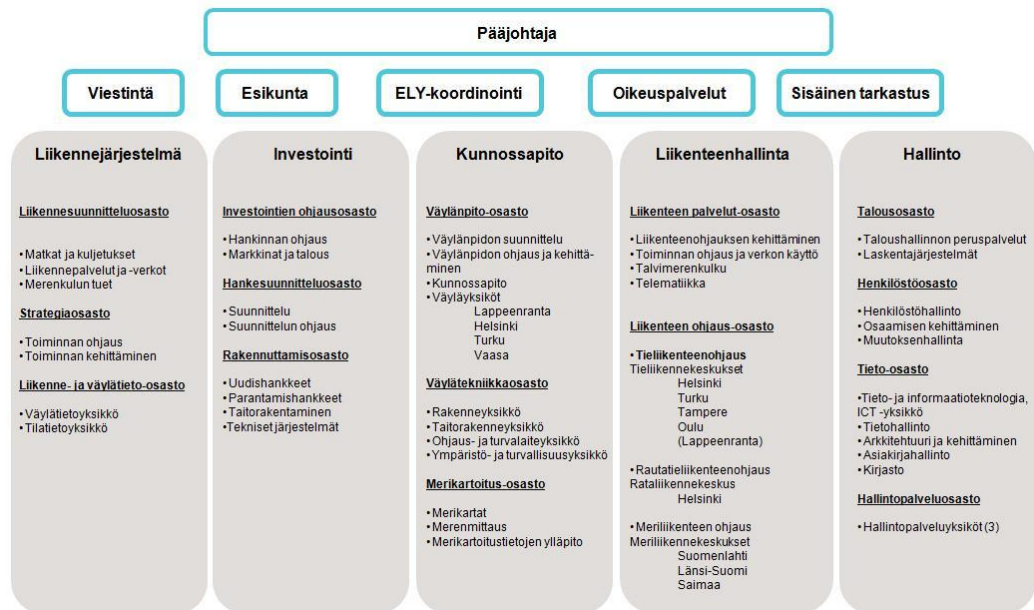 Pääjohtaja
Viestintä
Esikunta
ELY-koordinointi
Oikeuspalvelut
Sisäinen tarkastus
Liikennejärjestelmä
Liikennesuunnitteluosasto
• Matkat ja kuljetukset
• Liikennepalvelut ja -verkot
• Merenkulun tuet
Strategiaosasto
• Toiminnan ohjaus
• Toiminnan kehittäminen
Liikenne- ja väylätieto-osasto
• Väylätietoyksikkö
• Tilatietoyksikkö
Investointi
Investointien ohjausosasto
• Hankinnan ohjaus
• Markkinat ja talous
Hankesuunnitteluosasto
• Suunnittelu
• Suunnittelun ohjaus
Rakennuttamisosasto
• Uudishankkeet
• Parantamishankkeet
• Taitorakentaminen
• Tekniset järjestelmät
Kunnossapito
Väylänpito-osasto
• Väylänpidon suunnittelu
• Väylänpidon ohjaus ja kehittä-
minen
• Kunnossapito
• Väyläyksiköt
Lappeenranta
Helsinki
Turku
Vaasa
Väylätekniikkaosasto
• Rakenneyksikkö
• Taitorakenneyksikkö
• Ohjaus- ja turvalaiteyksikkö
• Ympäristö- ja turvallisuusyksikkö
Merikartoitus-osasto
• Merikartat
• Merenmittaus
• Merikartoitustietojen ylläpito
Liikenteenhallinta
Liikenteen palvelut-osasto
• Liikenteenohjauksen kehittäminen
• Toiminnan ohjaus ja verkon käyttö
• Talvimerenkulku
• Telematiikka
Liikenteen ohjaus-osasto
• Tieliikenteenohjaus
Tieliikennekeskukset
Helsinki
Turku
Tampere
Oulu
(Lappeenranta)
• Rautatieliikenteenohjaus
Rataliikennekeskus
Helsinki
• Meriliikenteen ohjaus
Meriliikennekeskukset
Suomenlahti
Länsi-Suomi
Saimaa
Hallinto
Talousosasto
• Taloushallinnon peruspalvelut
• Laskentajärjestelmät
Henkilöstöosasto
• Henkilöstöhallinto
• Osaamisen kehittäminen
• Muutoksenhallinta
Tieto-osasto
• Tieto- ja informaatioteknologia,
ICT -yksikkö
• Tietohallinto
• Arkkitehtuuri ja kehittäminen
• Asiakirjahallinto
• Kirjasto
Hallintopalveluosasto
• Hallintopalveluyksiköt (3)